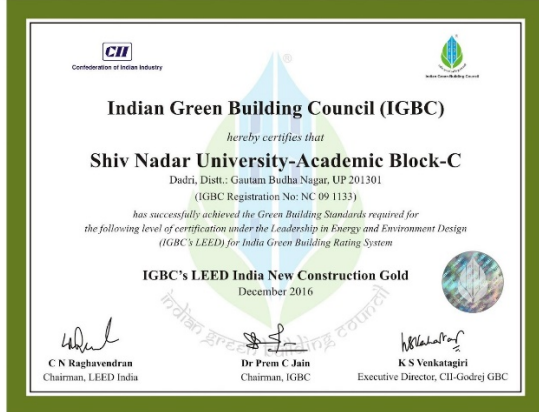 CII
Confederation of Indian Industry
Indian Green Building Council
Indian Green Building Council (IGBC)
hereby certifies that
Shiv Nadar University-Academic Block-C
Dadri, Distt.: Gautam Budha Nagar, UP 201301
(IGBC Registration No: NC 09 1133)
has successfully achieved the Green Building Standards required for
the following level of certification under the Leadership in Energy and Environment Design
(IGBC's LEED) for India Green Building Rating System
IGBC's LEED India New Construction Gold
December 2016
indian green building council
C N Raghavendran
Chairman, LEED India
Dr Prem C Jain
Chairman, IGBC
K S Venkatagiri
Executive Director, CII-Godrej GBC